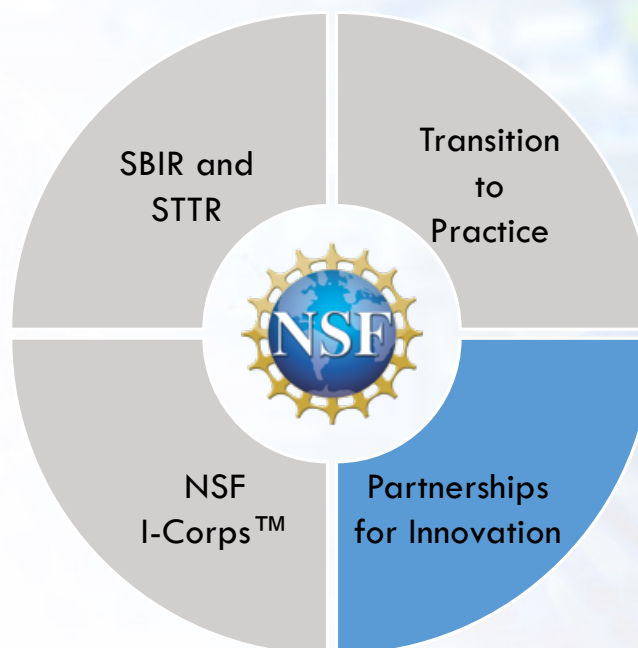 SBIR and
STTR
Transition
to
Practice
NSF
NSF
I-Corps™
Partnerships
for Innovation